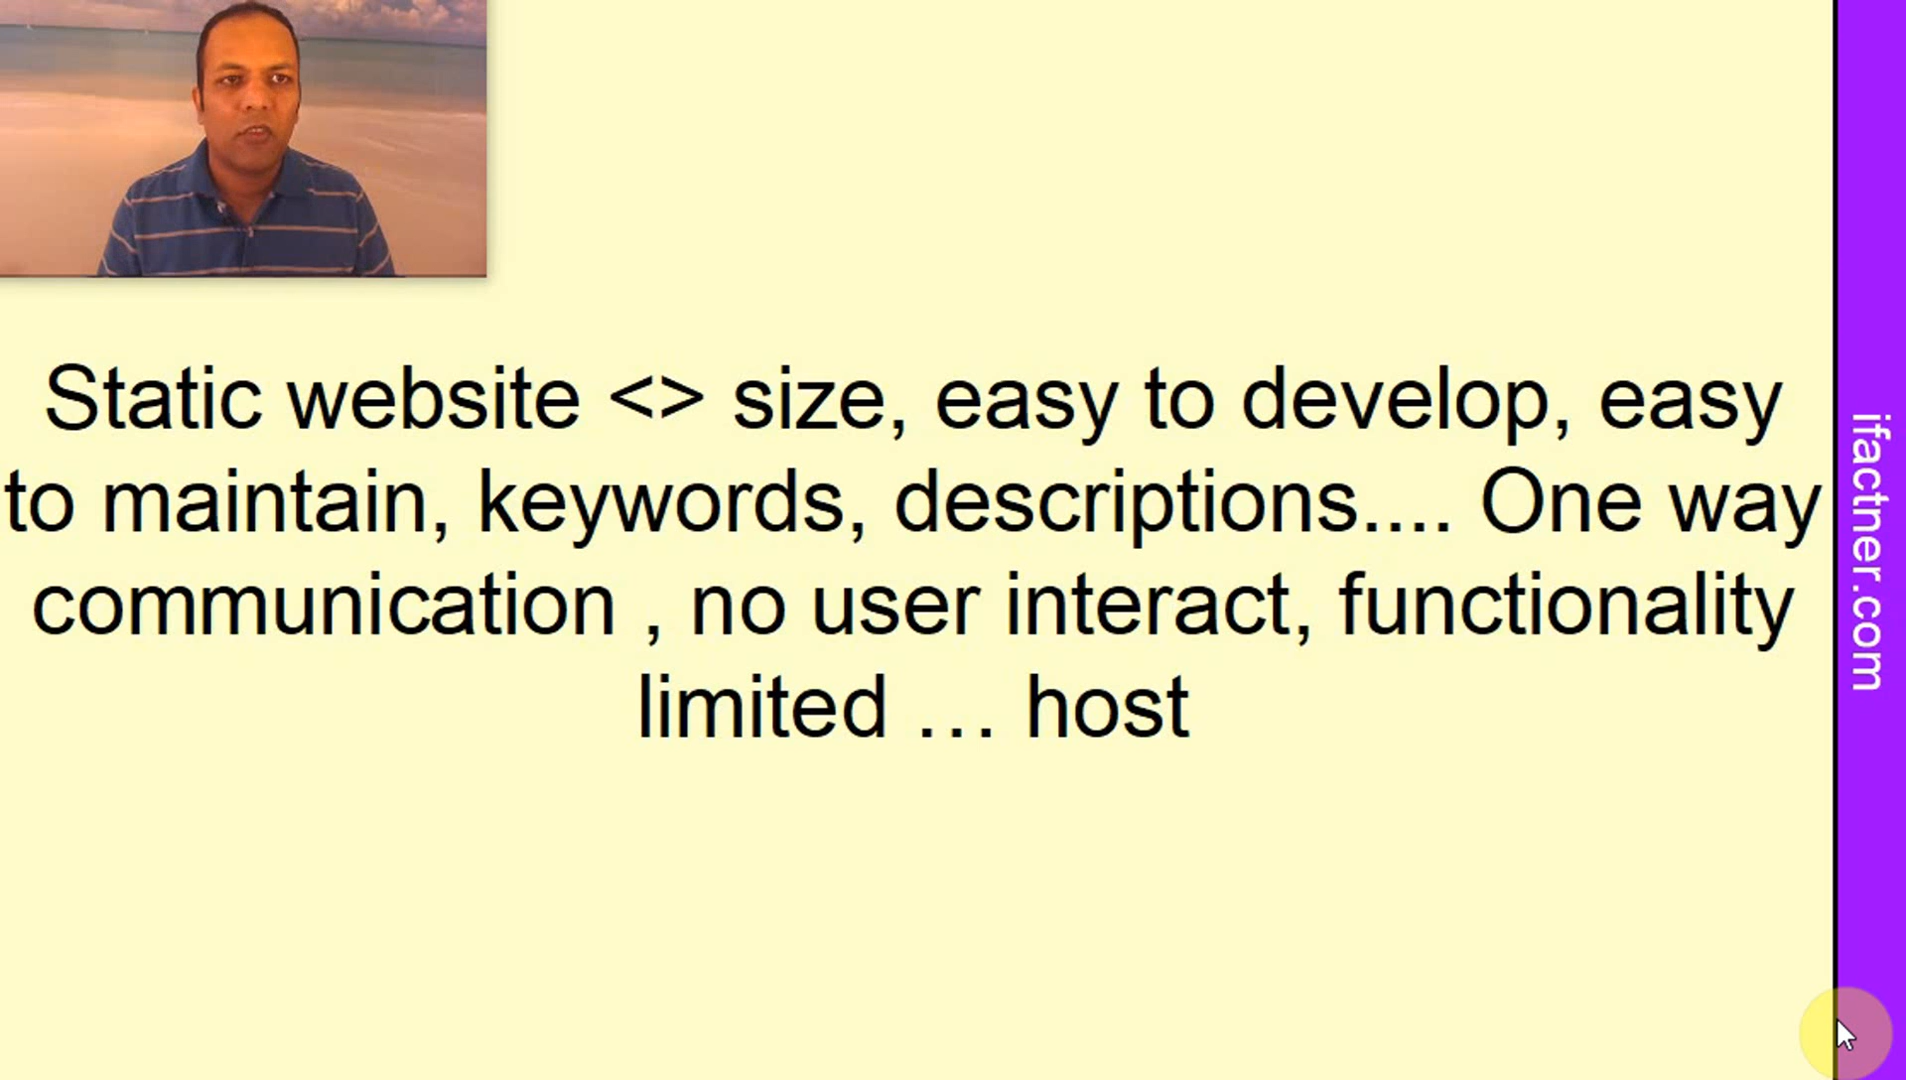 Static website <> size, easy to develop, easy
to maintain, keywords, descriptions.... One way
communication , no user interact, functionality
limited … host
ifactner.com